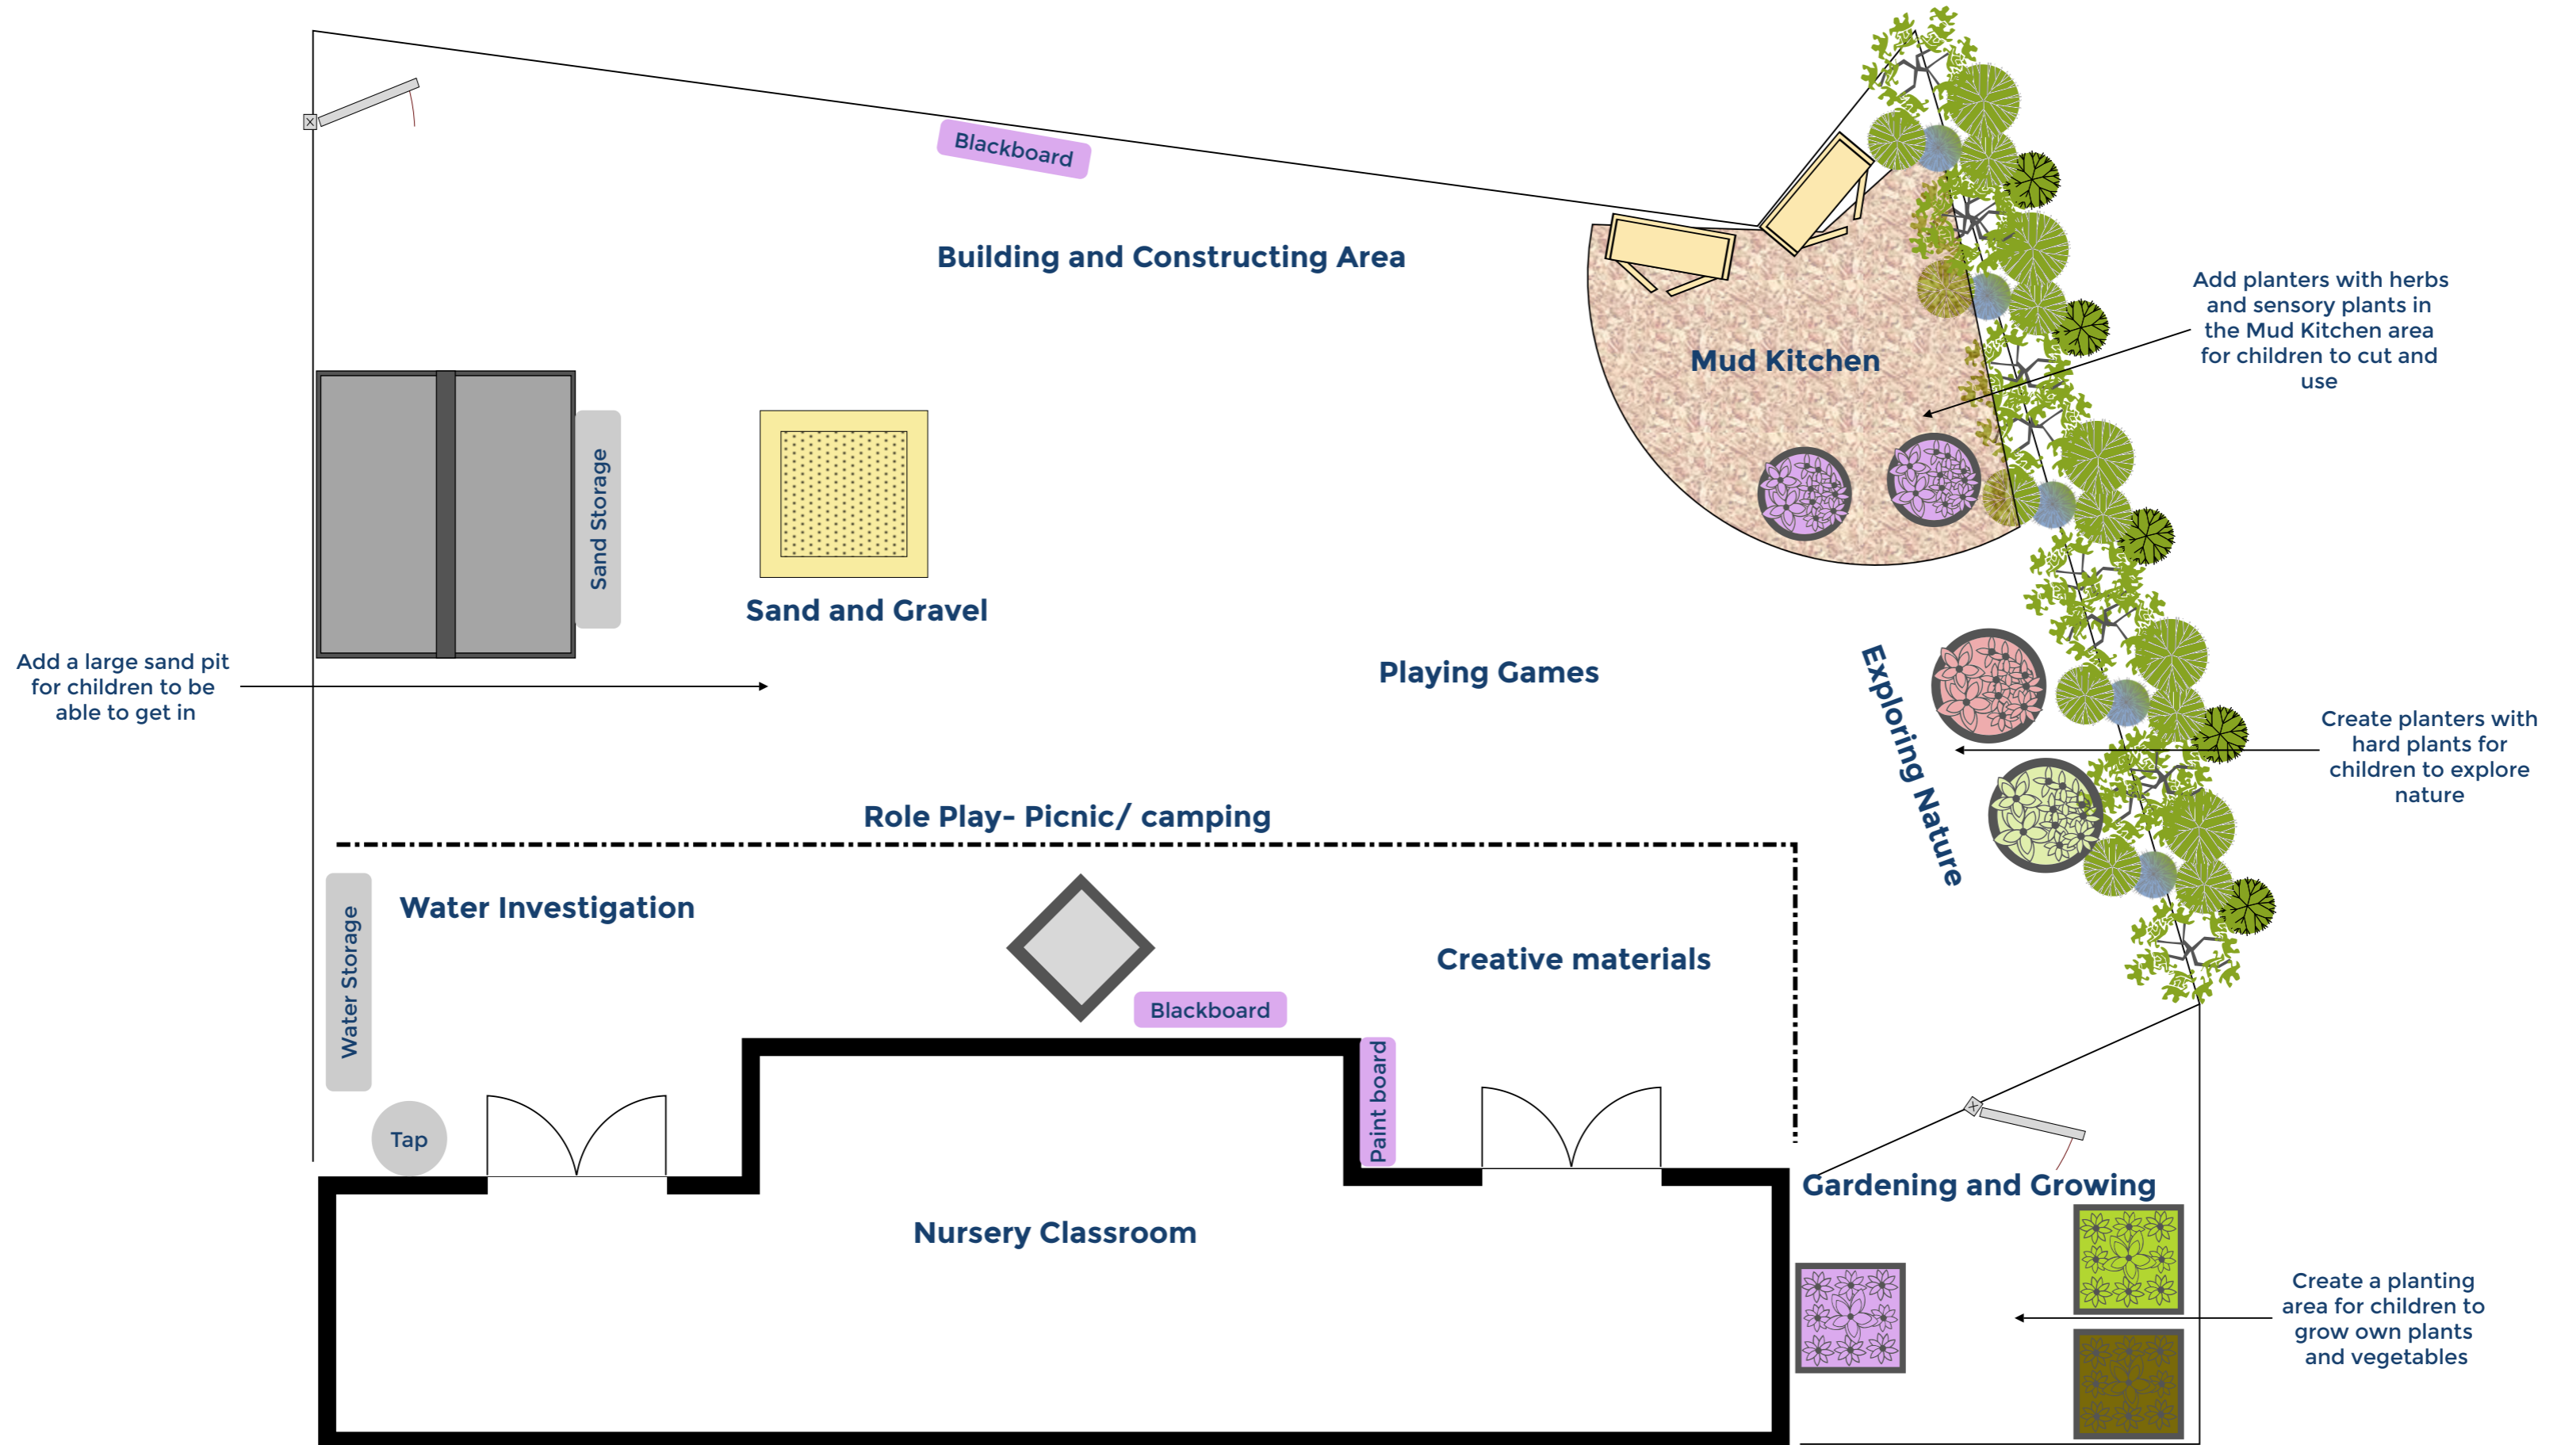 Blackboard
Building and Constructing Area
Add planters with herbs
and sensory plants in
the Mud Kitchen area
for children to cut and
use
Mud Kitchen
Sand Storage
Sand and Gravel
Add a large sand pit
for children to be
able to get in
Playing Games
Exploring Nature
Create planters with
hard plants for
children to explore
nature
Role Play- Picnic/ camping
Water Storage
Water Investigation
Creative materials
Blackboard
Paint board
Tap
Gardening and Growing
Nursery Classroom
Create a planting
area for children to
grow own plants
and vegetables